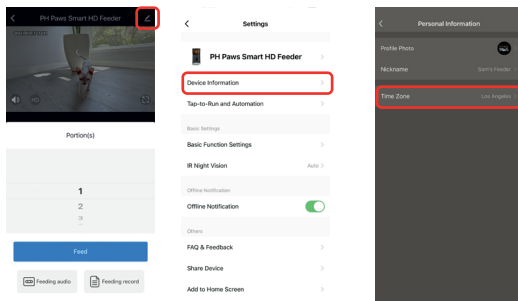 PH Paws Smart HD Feeder
HD
Portion(s)
1
2
3
Feed
Feeding audio
Feeding record
Settings
PH Paws Smart HD Feeder
Device Information
Tap-to-Run and Automation
Basic Settings
Basic Function Settings
IR Night Vision Auto
Offline Notification
Offline Notification
Others
FAQ & Feedback
Share Device
Add to Home Screen
Personal Information
Profile Photo
Nickname Sam's Feeder
Time Zone Los Angeles